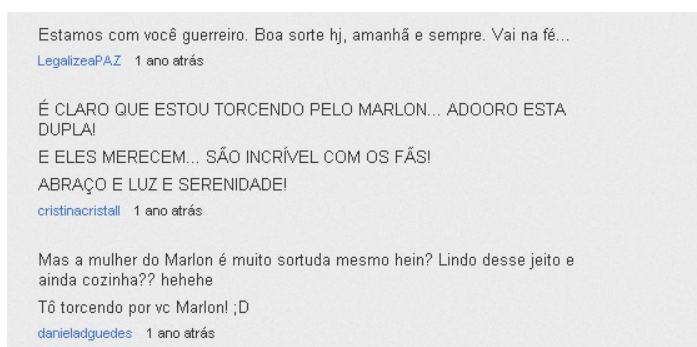 Estamos com você guerreiro. Boa sorte hj, amanhã e sempre. Vai na fé...
LegalizeaPAZ 1 ano atrás
É CLARO QUE ESTOU TORCENDO PELO MARLON... ADOORO ESTA
DUPLA!
E ELES MERECEM... SÃO INCRÍVEL COM OS FÃS!
ABRAÇO E LUZ E SERENIDADE!
cristinacristall 1 ano atrás
Mas a mulher do Marlon é muito sortuda mesmo hein? Lindo desse jeito e
ainda cozinha?? hehehe
Tô torcendo por vc Marlon! ;D
danieladguedes 1 ano atrás